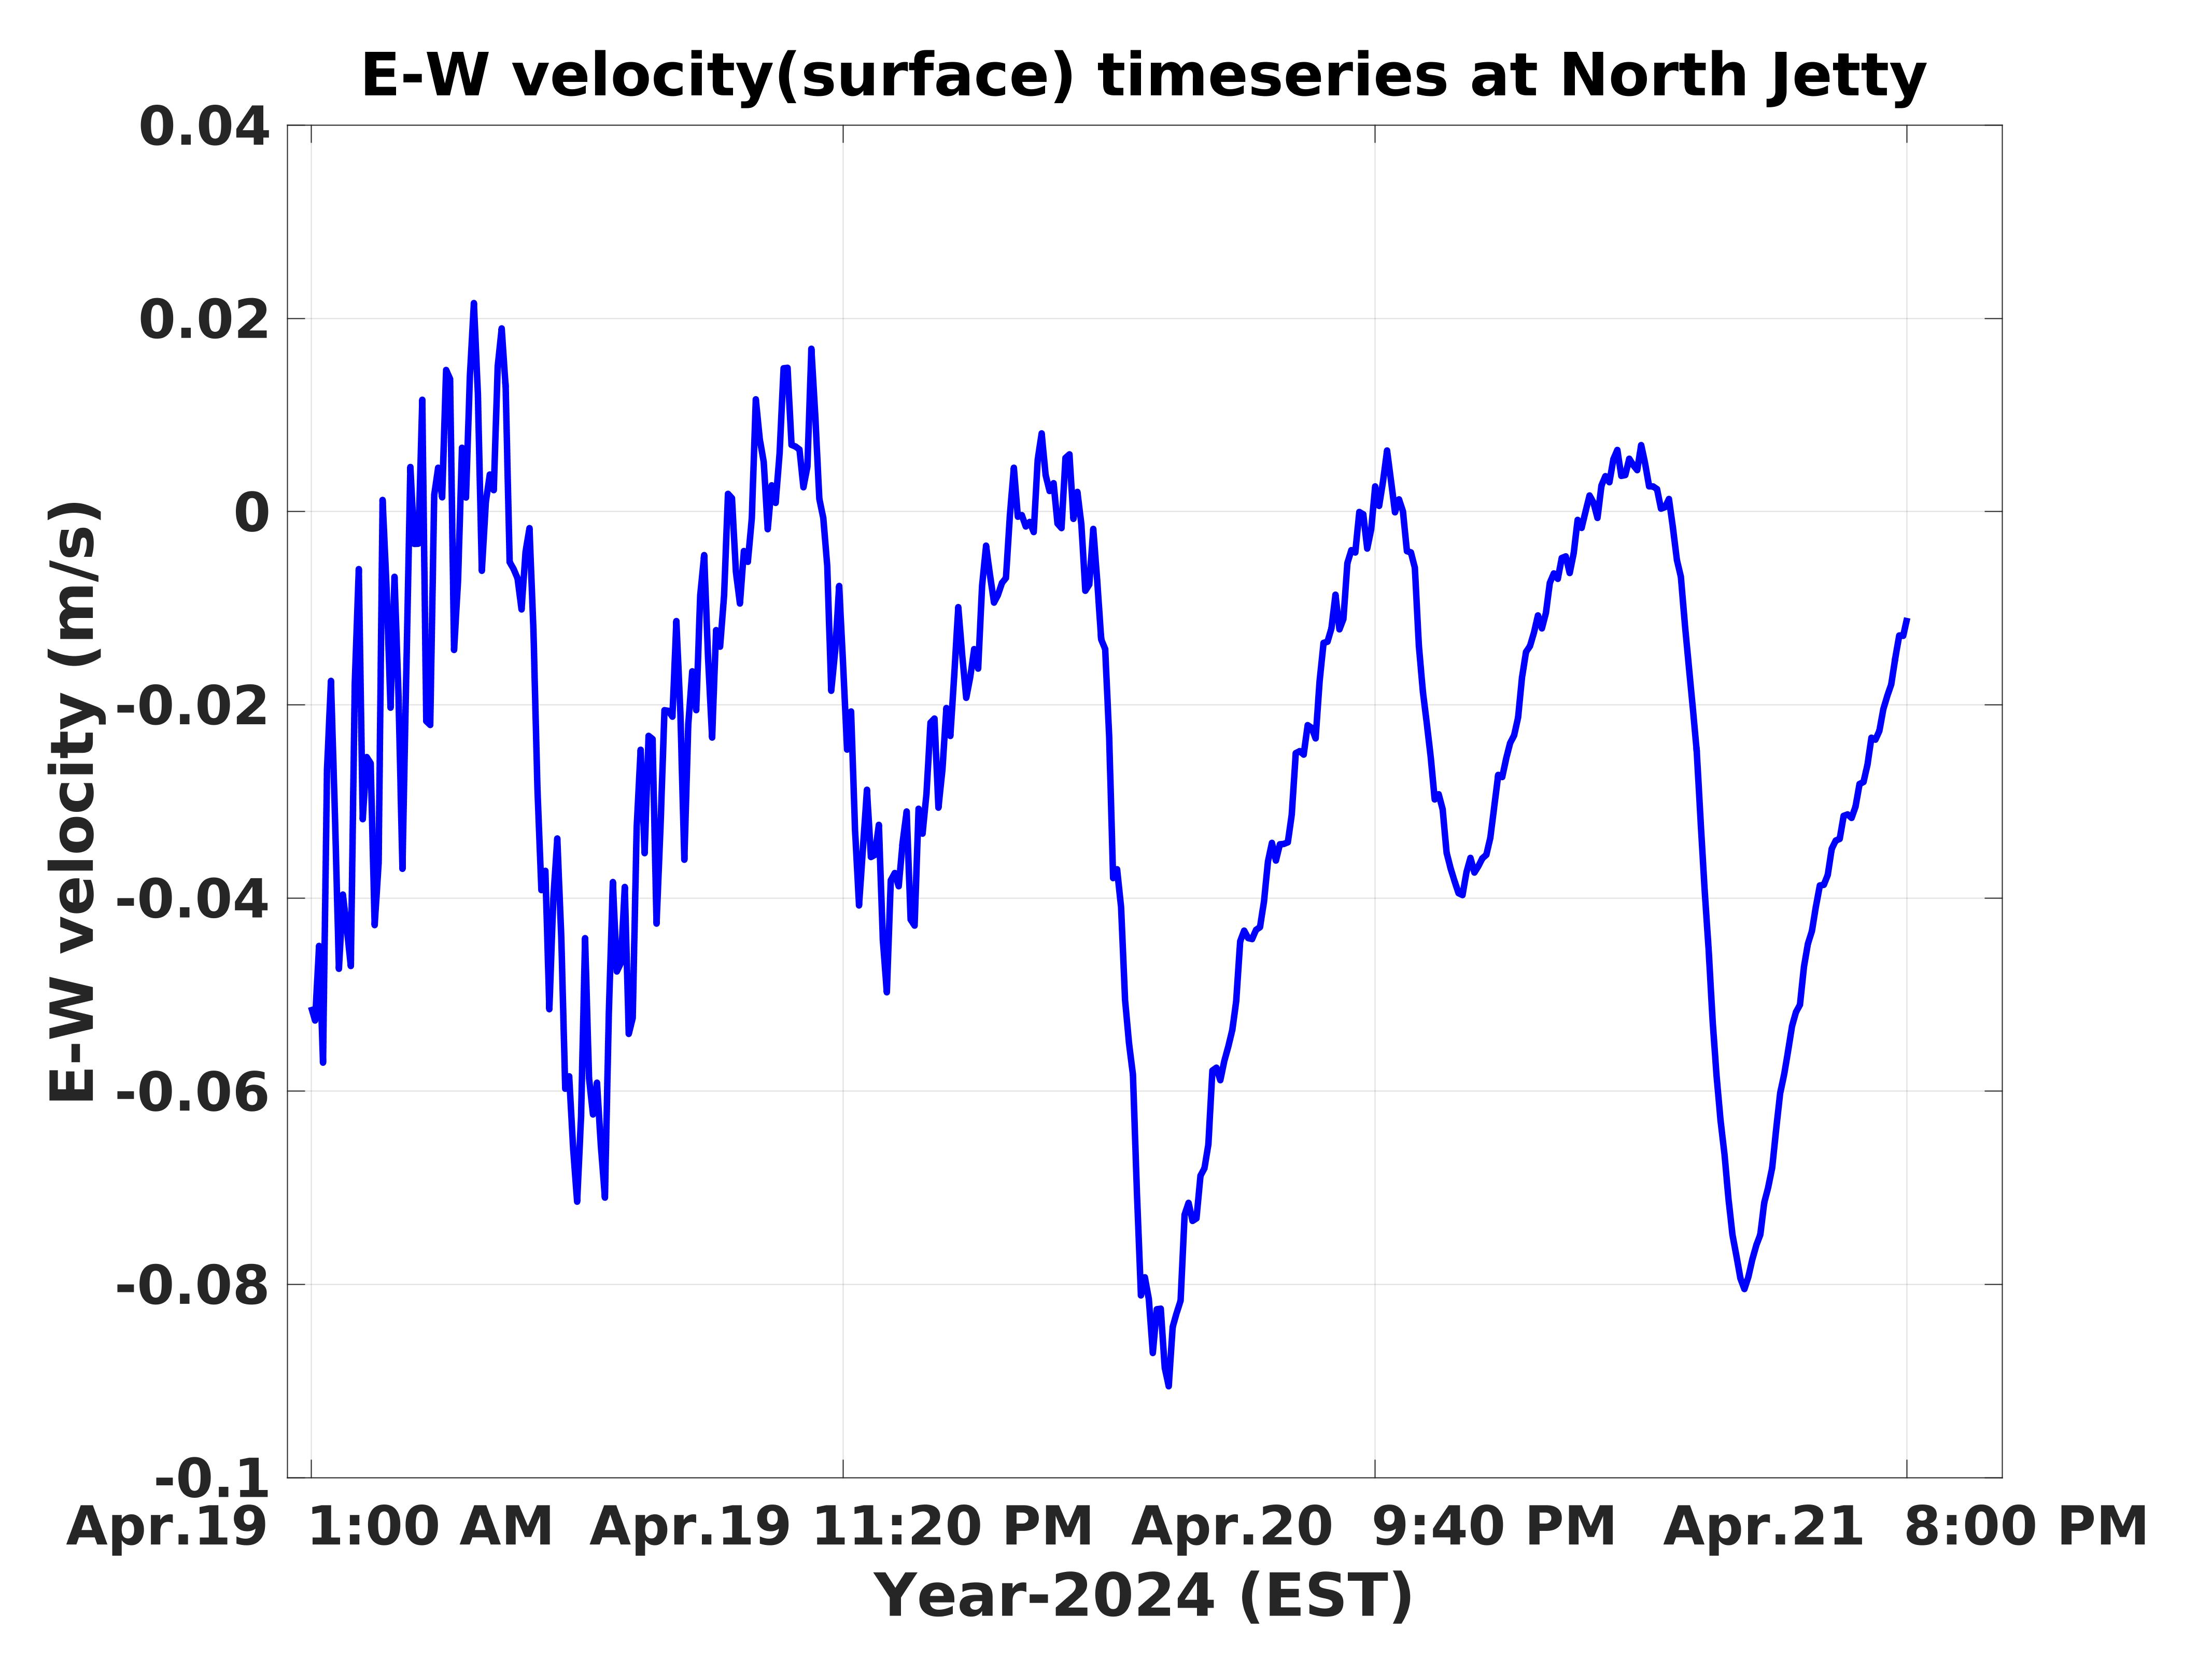 E-W velocity(surface) timeseries at North Jetty
0.04
0.02
0
-0.02
-0.04
-0.06
-0.08
-0.1
E-W velocity (m/s)
Apr.19 1:00 AM Apr.19 11:20 PM Apr.20 9:40 PM Apr.21 8:00 PM
Year-2024 (EST)